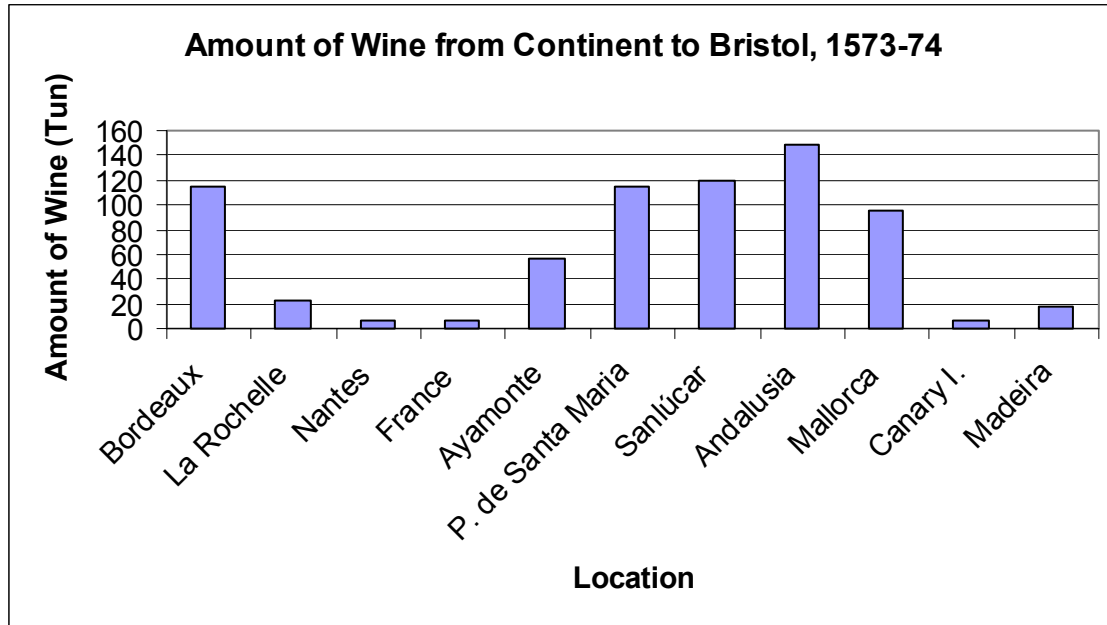 Amount of Wine from Continent to Bristol, 1573-74
Amount of Wine (Tun)
160
140
120
100
80
60
40
20
0
Bordeaux
La Rochelle
Nantes
France
Ayamonte
P. de Santa Maria
Sanlúcar
Andalusia
Mallorca
Canary I.
Madeira
Location